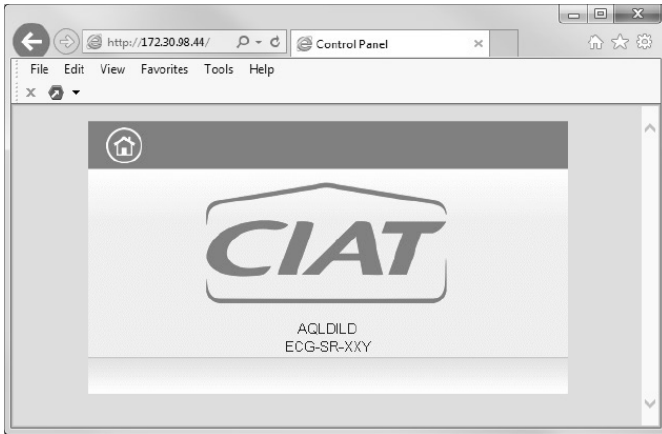 http://172.30.98.44/
Control Panel
File Edit View Favorites Tools Help
CIAT
AQLDILD
ECG-SR-XXY